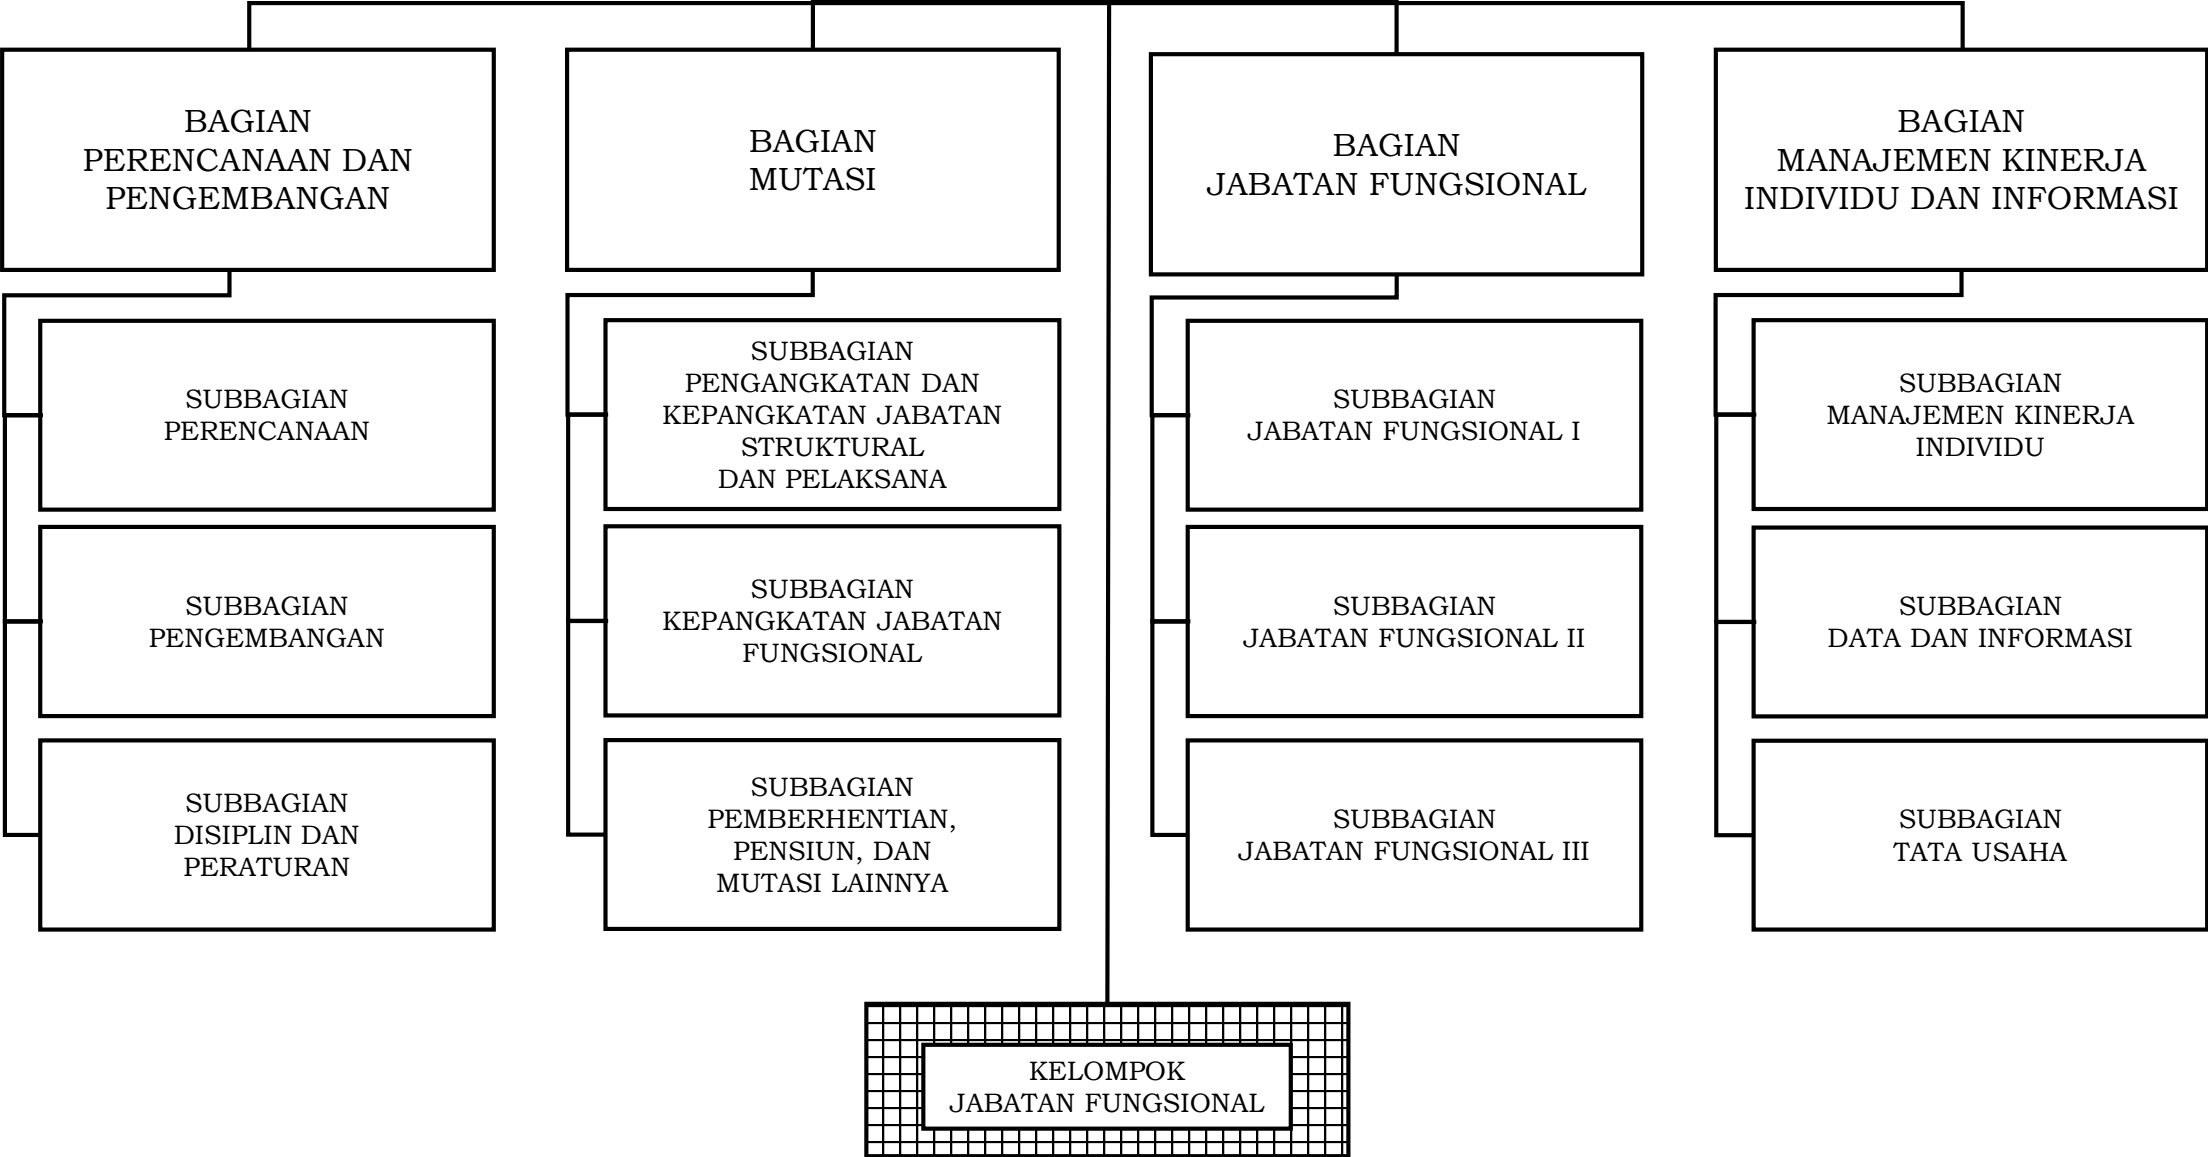 BAGIAN
PERENCANAAN DAN
PENGEMBANGAN
BAGIAN
MUTASI
BAGIAN
JABATAN FUNGSIONAL
BAGIAN
MANAJEMEN KINERJA
INDIVIDU DAN INFORMASI
SUBBAGIAN
PERENCANAAN
SUBBAGIAN
PENGANGKATAN DAN
KEPANGKATAN JABATAN
STRUKTURAL
DAN PELAKSANA
SUBBAGIAN
JABATAN FUNGSIONAL I
SUBBAGIAN
MANAJEMEN KINERJA
INDIVIDU
SUBBAGIAN
PENGEMBANGAN
SUBBAGIAN
KEPANGKATAN JABATAN
FUNGSIONAL
SUBBAGIAN
JABATAN FUNGSIONAL II
SUBBAGIAN
DATA DAN INFORMASI
SUBBAGIAN
DISIPLIN DAN
PERATURAN
SUBBAGIAN
PEMBERHENTIAN,
PENSIUN, DAN
MUTASI LAINNYA
SUBBAGIAN
JABATAN FUNGSIONAL III
SUBBAGIAN
TATA USAHA
KELOMPOK
JABATAN FUNGSIONAL